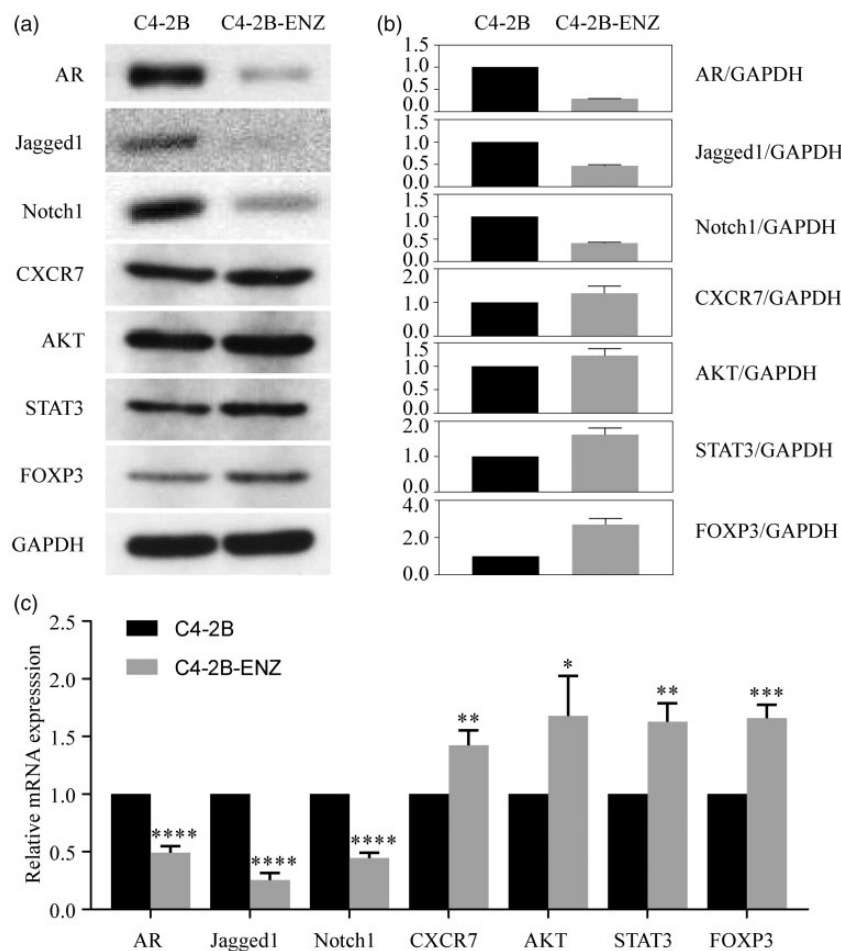 (a)
C4-2B C4-2B-ENZ
AR
Jagged1
Notch1
CXCR7
AKT
STAT3
FOXP3
GAPDH
(b)
C4-2B C4-2B-ENZ
1.5
1.0
0.5
0.0
AR/GAPDH
1.5
1.0
0.5
0.0
Jagged1/GAPDH
1.5
1.0
0.5
0.0
Notch1/GAPDH
2.0
1.0
0.0
CXCR7/GAPDH
1.5
1.0
0.5
0.0
AKT/GAPDH
2.0
1.0
0.0
STAT3/GAPDH
4.0
2.0
0.0
FOXP3/GAPDH
(c)
Relative mRNA expresssion
2.5
2.0
1.5
1.0
0.5
0.0
C4-2B
C4-2B-ENZ
**** **** **** ** * ** ***
AR Jagged1 Notch1 CXCR7 AKT STAT3 FOXP3